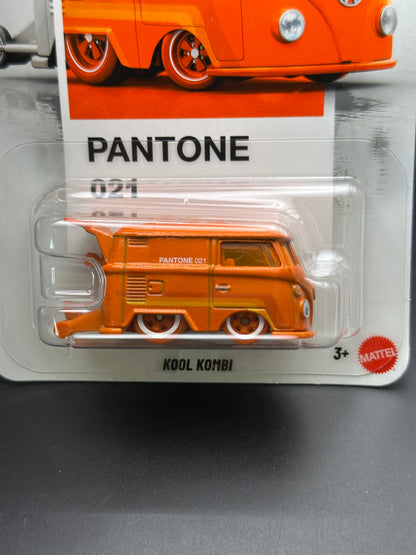 PANTONE
021
PANTONE 021
KOOL KOMBI
3+
MATTEL